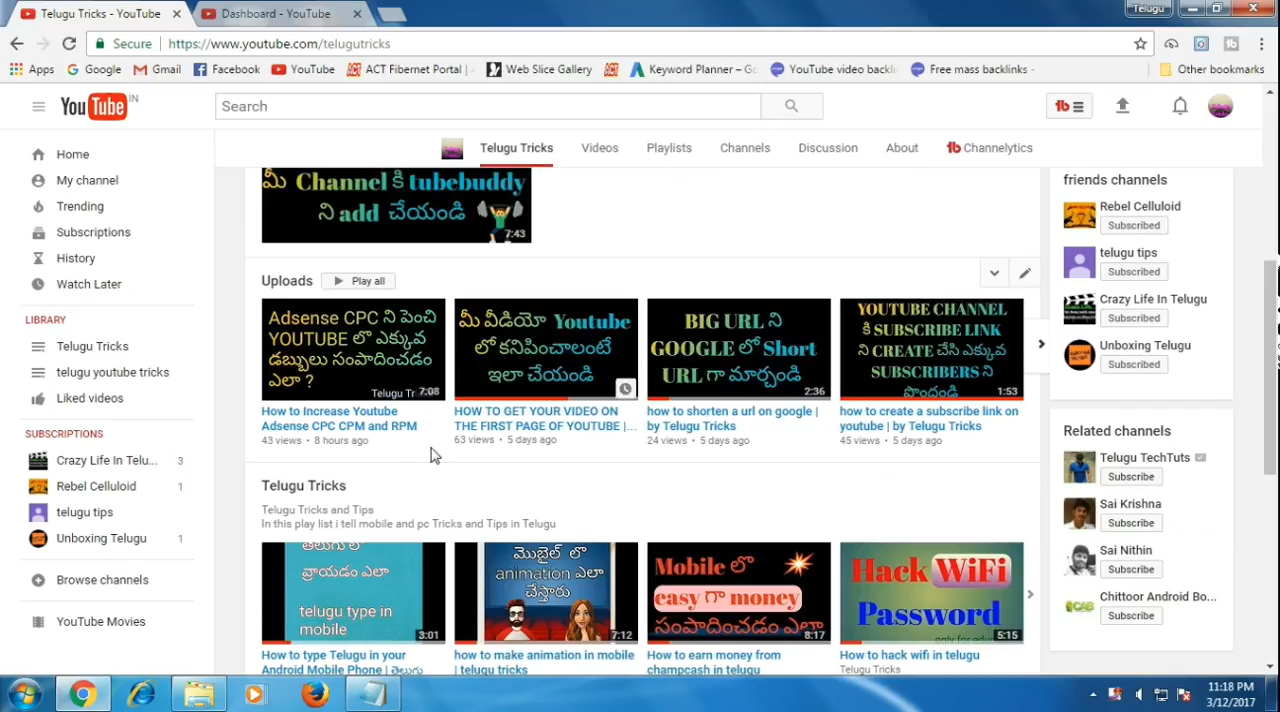 Telugu Tricks - YouTube
Dashboard - YouTube
Telugu
Secure
https://www.youtube.com/telugutricks
Apps
Google
Gmail
Facebook
YouTube
ACT Fibernet Portal |
Web Slice Gallery
Keyword Planner – Go
YouTube video backli
Free mass backlinks -
Other bookmarks
YouTube IN
Search
tb
Telugu Tricks
Videos
Playlists
Channels
Discussion
About
tb Channelytics
Home
My channel
Trending
Subscriptions
History
Watch Later
LIBRARY
Telugu Tricks
telugu youtube tricks
Liked videos
SUBSCRIPTIONS
Crazy Life In Telu... 3
Rebel Celluloid 1
telugu tips
Unboxing Telugu 1
Browse channels
YouTube Movies
మీ Channel కి tubebuddy
ని add చేయండి
7:43
Uploads
Play all
Adsense CPC ని పెంచి
YOUTUBE లో ఎక్కువ
డబ్బులు సంపాదించడం
ఎలా ?
Telugu Tr 7:08
How to Increase Youtube
Adsense CPC CPM and RPM
43 views • 8 hours ago
మీ వీడియో Youtube
లో కనిపించాలంటే
ఇలా చేయండి
HOW TO GET YOUR VIDEO ON
THE FIRST PAGE OF YOUTUBE |...
63 views • 5 days ago
BIG URL ని
GOOGLE లో Short
URL గా మార్చండి
2:36
how to shorten a url on google |
by Telugu Tricks
24 views • 5 days ago
YOUTUBE CHANNEL
కి SUBSCRIBE LINK
ని CREATE చేసి ఎక్కువ
SUBSCRIBERS ని
పొందండి
1:53
how to create a subscribe link on
youtube | by Telugu Tricks
45 views • 5 days ago
Telugu Tricks
Telugu Tricks and Tips
In this play list i tell mobile and pc Tricks and Tips in Telugu
తెలుగు లో
వ్రాయడం ఎలా
telugu type in
mobile
3:01
How to type Telugu in your
Android Mobile Phone | తెలుగు
మొబైల్ లొ
animation ఎలా
చేస్తారు
7:12
how to make animation in mobile
| telugu tricks
Mobile లొ
easy గా money
సంపాదించడం ఎలా
8:17
How to earn money from
champcash in telugu
Hack WiFi
Password
only for edu
5:15
How to hack wifi in telugu
Telugu Tricks
friends channels
Rebel Celluloid
Subscribed
telugu tips
Subscribed
Crazy Life In Telugu
Subscribed
Unboxing Telugu
Subscribed
Related channels
Telugu TechTuts
Subscribe
Sai Krishna
Subscribe
Sai Nithin
Subscribe
Chittoor Android Bo...
Subscribe
11:18 PM
3/12/2017